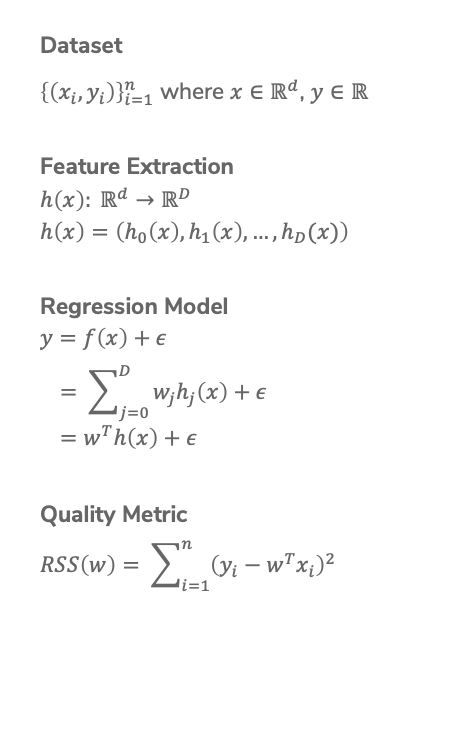 Dataset
{(xᵢ, yᵢ)}ⁿᵢ₌₁ where x ∈ ℝᵈ, y ∈ ℝ
Feature Extraction
h(x): ℝᵈ → ℝᴰ
h(x) = (h₀(x), h₁(x), ..., h_D(x))
Regression Model
y = f(x) + ϵ
= ∑ᴰⱼ₌₀ wⱼhⱼ(x) + ϵ
= wᵀh(x) + ϵ
Quality Metric
RSS(w) = ∑ⁿᵢ₌₁ (yᵢ − wᵀxᵢ)²